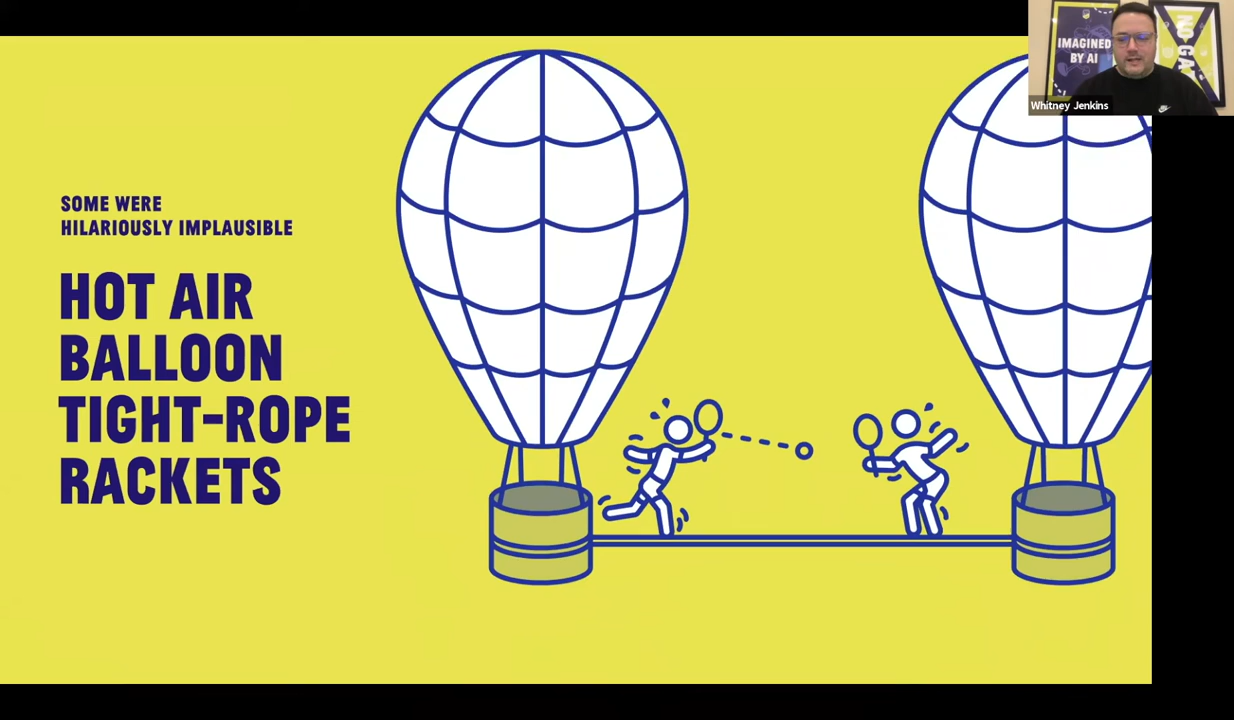 SOME WERE
HILARIOUSLY IMPLAUSIBLE
HOT AIR
BALLOON
TIGHT-ROPE
RACKETS
IMAGINED
BY AI
Whitney Jenkins